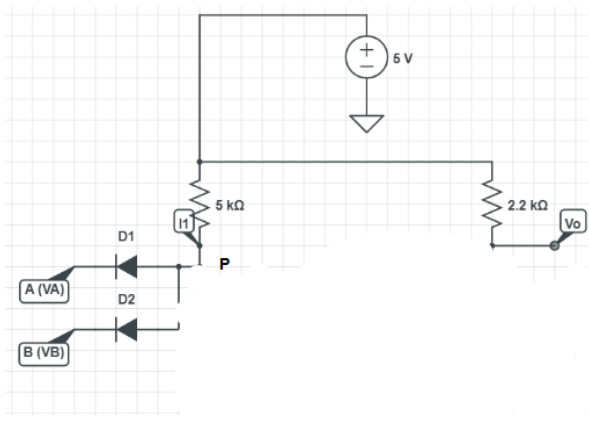 +
−
5 V
5 kΩ
2.2 kΩ
I1
Vo
D1
P
A (VA)
D2
B (VB)